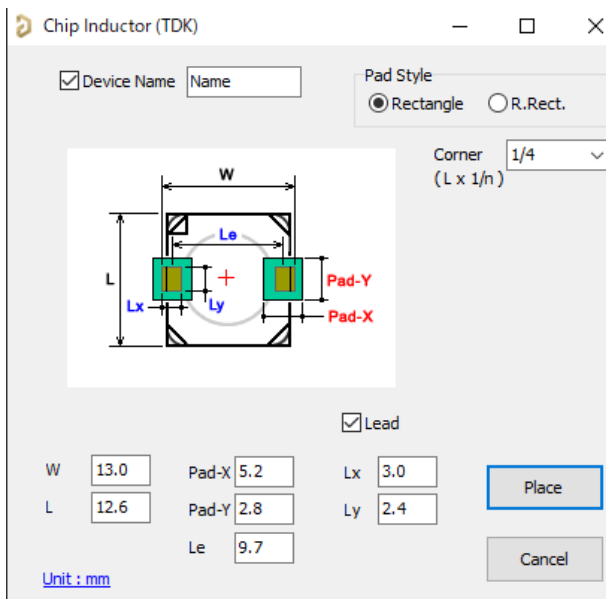 Chip Inductor (TDK)
Device Name Name
Pad Style
Rectangle R.Rect.
Corner 1/4
( L x 1/n )
W
Le
L
Pad-Y
Lx
Ly
Pad-X
Lead
W 13.0 Pad-X 5.2 Lx 3.0
Place
L 12.6 Pad-Y 2.8 Ly 2.4
Le 9.7
Cancel
Unit : mm